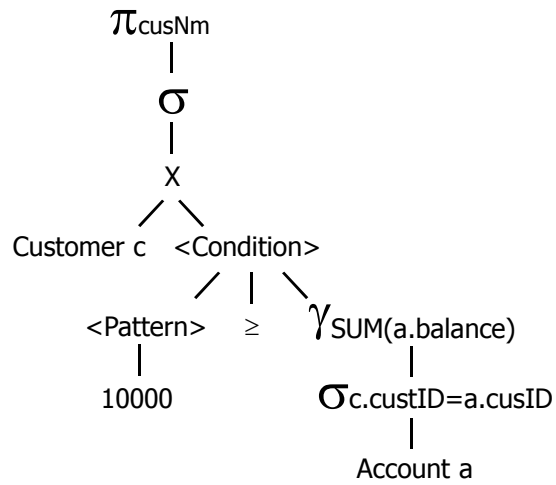 πcusNm
σ
X
Customer c <Condition>
<Pattern> ≥ γSUM(a.balance)
10000 σc.custID=a.cusID
Account a